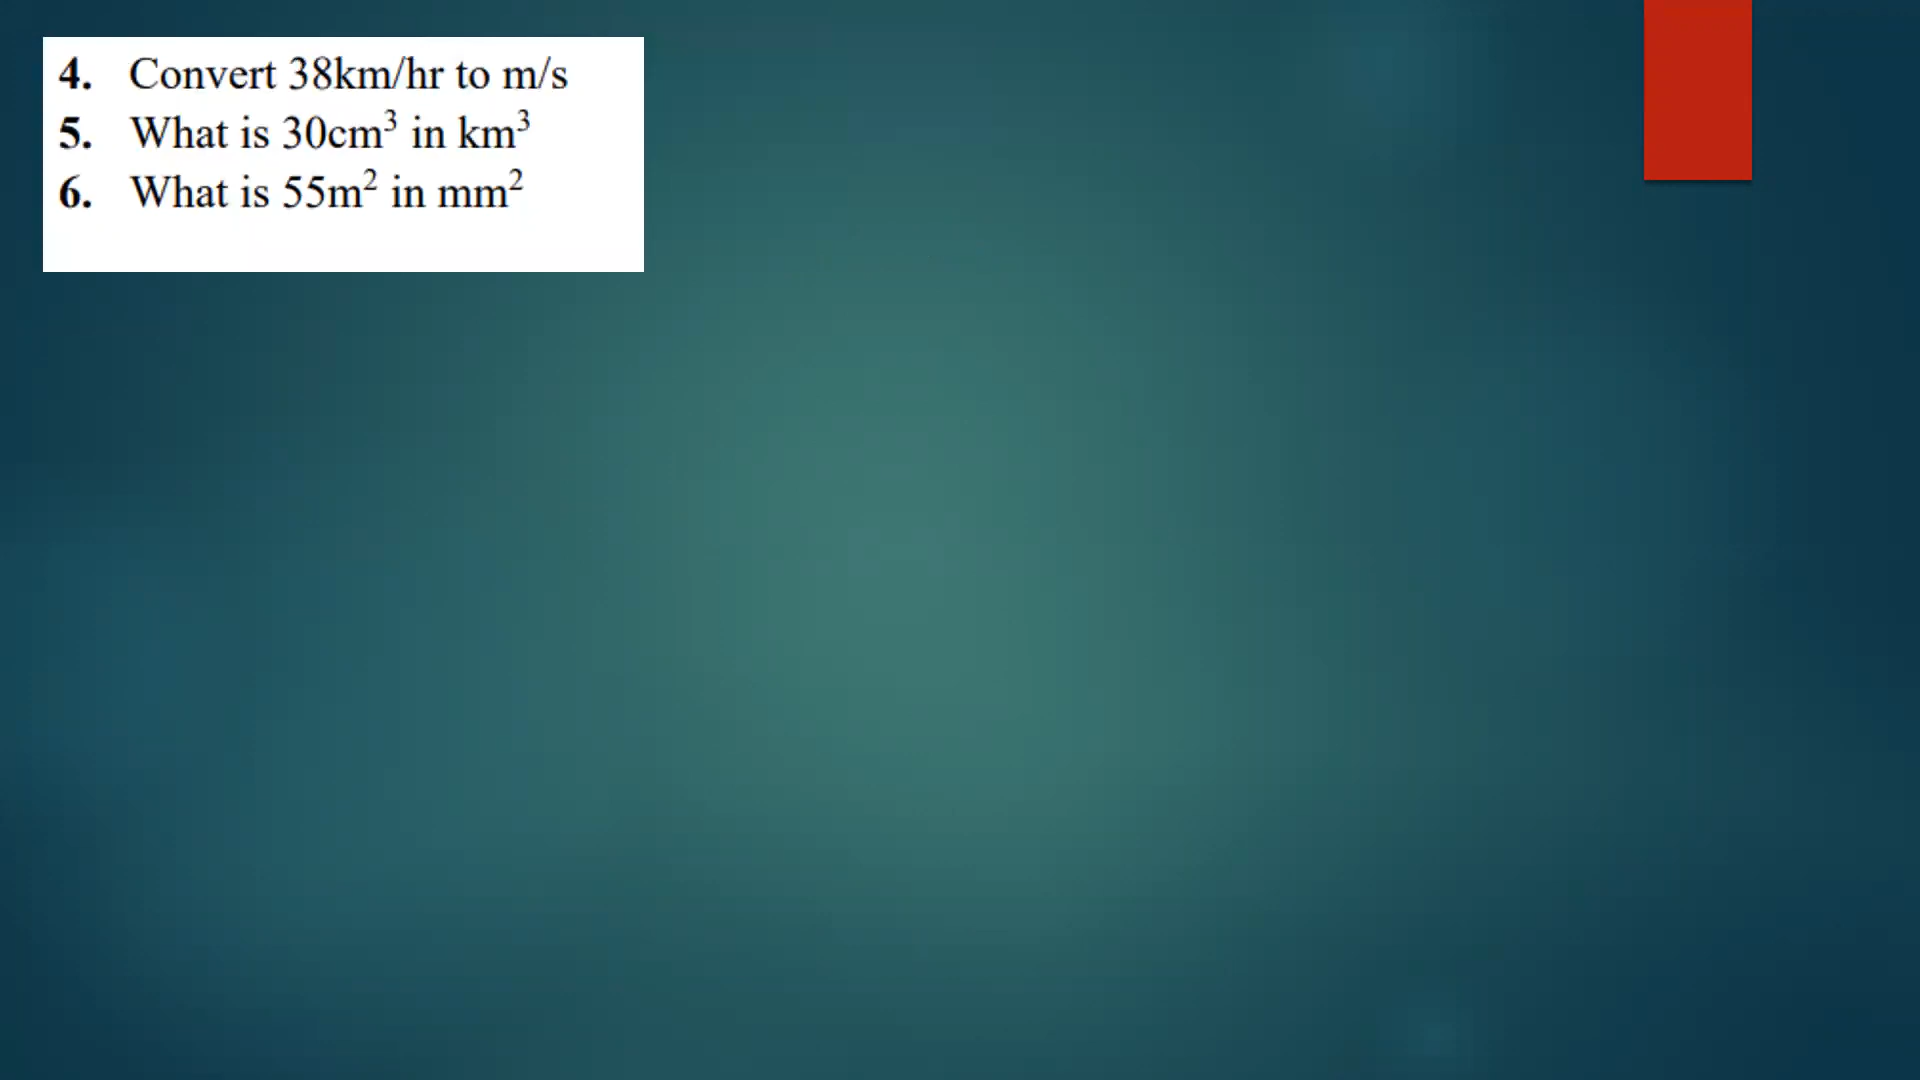 4. Convert 38km/hr to m/s
5. What is 30cm³ in km³
6. What is 55m² in mm²